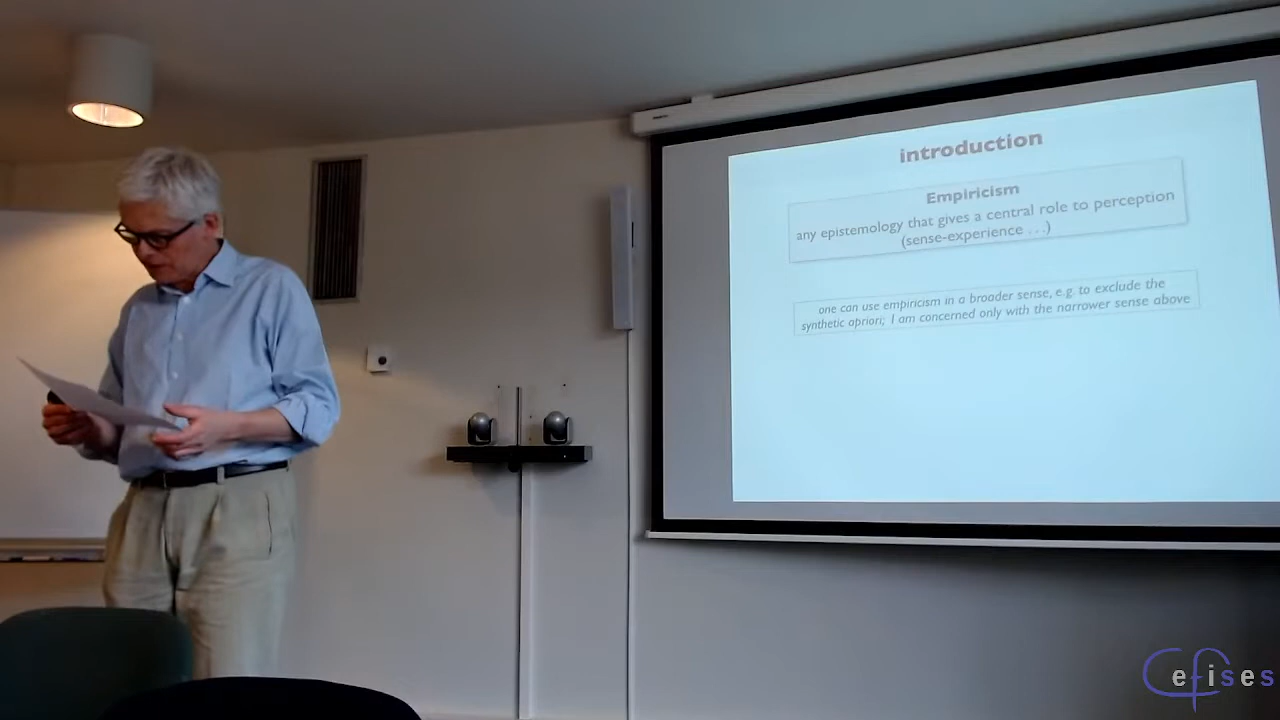 introduction
Empiricism
any epistemology that gives a central role to perception
(sense-experience . . .)
one can use empiricism in a broader sense, e.g. to exclude the
synthetic apriori; I am concerned only with the narrower sense above
Cefises